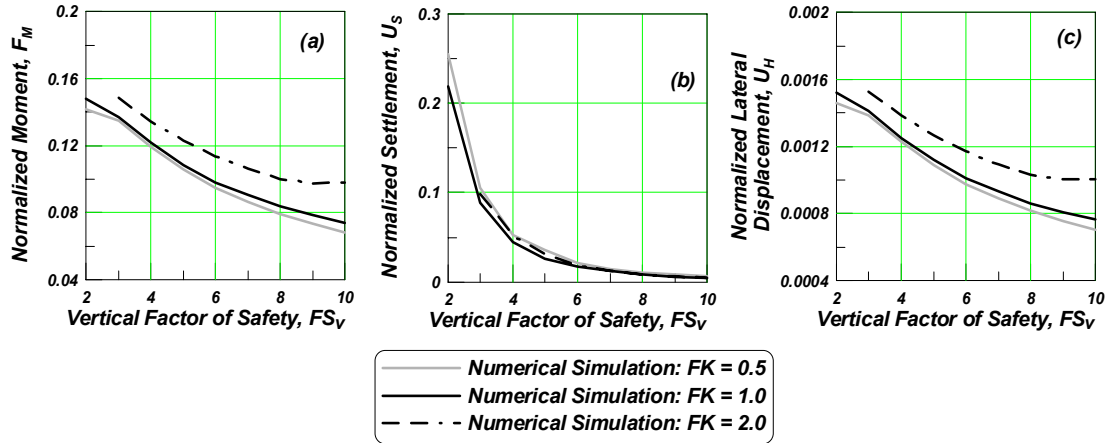 0.2
0.16
0.12
0.08
0.04
Normalized Moment, F_M
(a)
2 4 6 8 10
Vertical Factor of Safety, FS_V
0.3
0.2
0.1
0
Normalized Settlement, U_S
(b)
2 3 4 5 6 7 8 9 10
Vertical Factor of Safety, FS_V
0.002
0.0016
0.0012
0.0008
0.0004
Normalized Lateral
Displacement, U_H
(c)
2 4 6 8 10
Vertical Factor of Safety, FS_V
Numerical Simulation: FK = 0.5
Numerical Simulation: FK = 1.0
Numerical Simulation: FK = 2.0